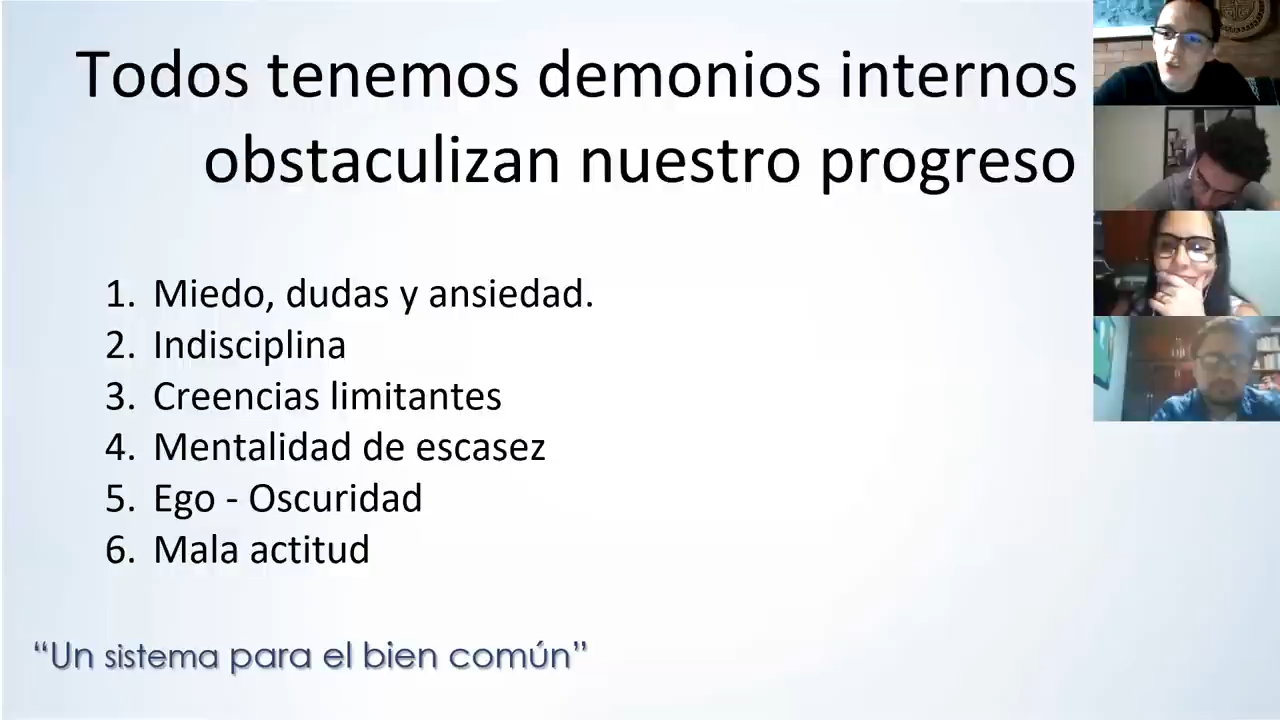 Todos tenemos demonios internos
obstaculizan nuestro progreso
1. Miedo, dudas y ansiedad.
2. Indisciplina
3. Creencias limitantes
4. Mentalidad de escasez
5. Ego - Oscuridad
6. Mala actitud
“Un sistema para el bien común”